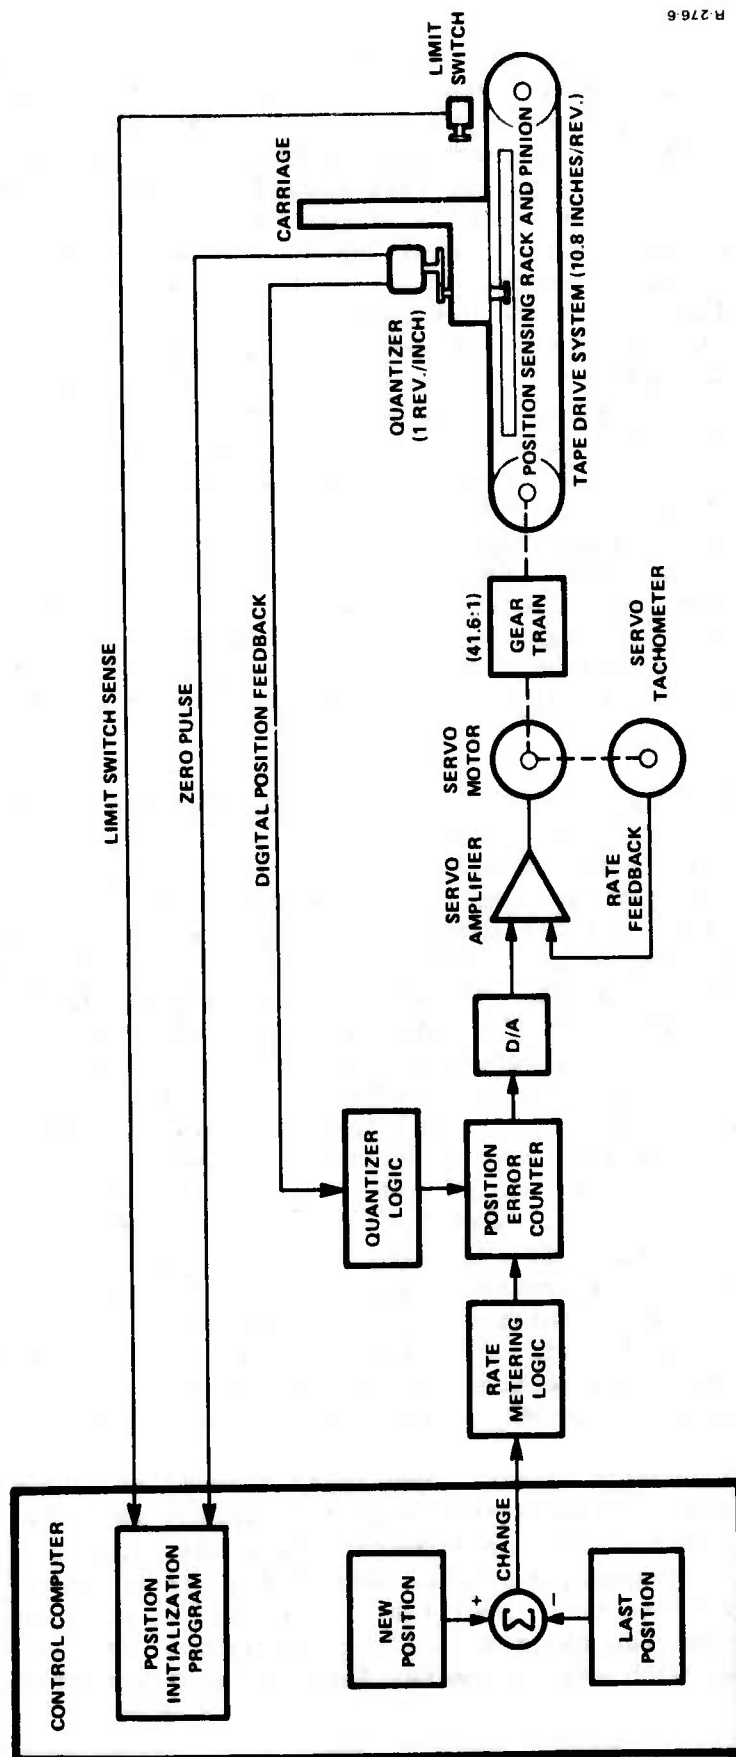 CONTROL COMPUTER
POSITION
INITIALIZATION
PROGRAM
NEW
POSITION
+
Σ
−
CHANGE
LAST
POSITION
LIMIT SWITCH SENSE
ZERO PULSE
DIGITAL POSITION FEEDBACK
RATE
METERING
LOGIC
QUANTIZER
LOGIC
POSITION
ERROR
COUNTER
D/A
SERVO
AMPLIFIER
RATE
FEEDBACK
SERVO
MOTOR
SERVO
TACHOMETER
(41.6:1)
GEAR
TRAIN
QUANTIZER
(1 REV./INCH)
CARRIAGE
LIMIT
SWITCH
POSITION SENSING RACK AND PINION
TAPE DRIVE SYSTEM (10.8 INCHES/REV.)
R-276-6